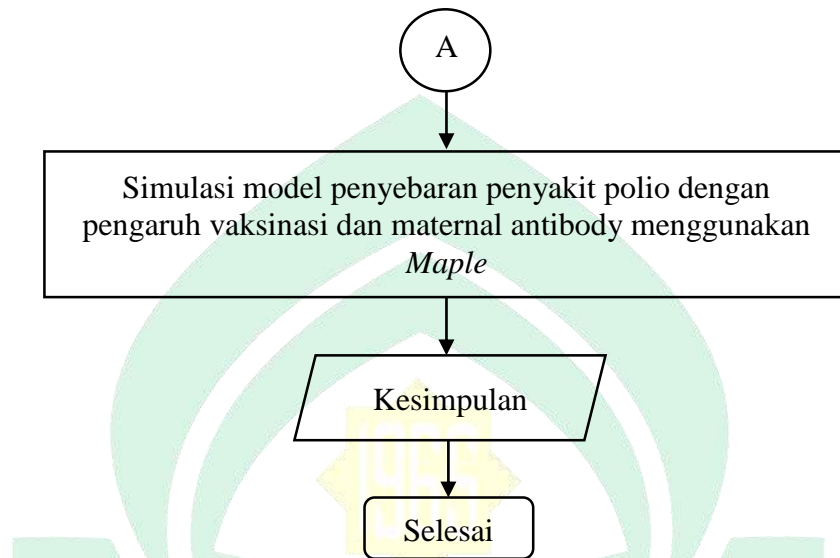 A
Simulasi model penyebaran penyakit polio dengan
pengaruh vaksinasi dan maternal antibody menggunakan
Maple
Kesimpulan
Selesai